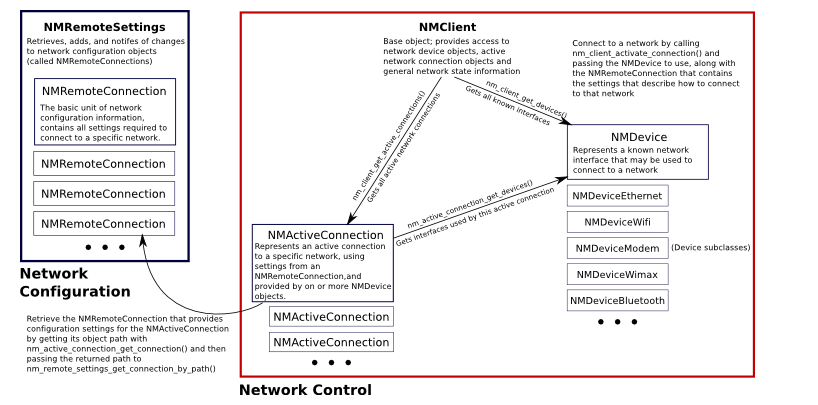 NMRemoteSettings
Retrieves, adds, and notifes of changes
to network configuration objects
(called NMRemoteConnections)
NMRemoteConnection
The basic unit of network
configuration information,
contains all settings required to
connect to a specific network.
NMRemoteConnection
NMRemoteConnection
NMRemoteConnection
Network
Configuration
Retrieve the NMRemoteConnection that provides
configuration settings for the NMActiveConnection
by getting its object path with
nm_active_connection_get_connection() and then
passing the returned path to
nm_remote_settings_get_connection_by_path()
NMClient
Base object; provides access to
network device objects, active
network connection objects and
general network state information
Connect to a network by calling
nm_client_activate_connection() and
passing the NMDevice to use, along with
the NMRemoteConnection that contains
the settings that describe how to connect
to that network
nm_client_get_devices()
Gets all known interfaces
nm_client_get_active_connections()
Gets all active network connections
nm_active_connection_get_devices()
Gets interfaces used by this active connection
NMDevice
Represents a known network
interface that may be used to
connect to a network
NMDeviceEthernet
NMDeviceWifi
NMDeviceModem
(Device subclasses)
NMDeviceWimax
NMDeviceBluetooth
NMActiveConnection
Represents an active connection
to a specific network, using
settings from an
NMRemoteConnection,and
provided by on or more NMDevice
objects.
NMActiveConnection
NMActiveConnection
Network Control